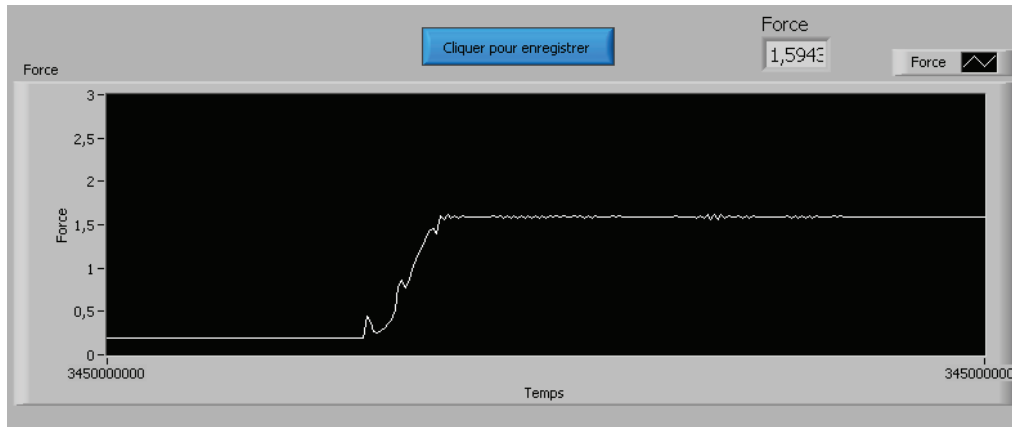 Force
Cliquer pour enregistrer
1,5943
Force
Force
3
2,5
2
1,5
1
0,5
0
Force
3450000000
345000000
Temps